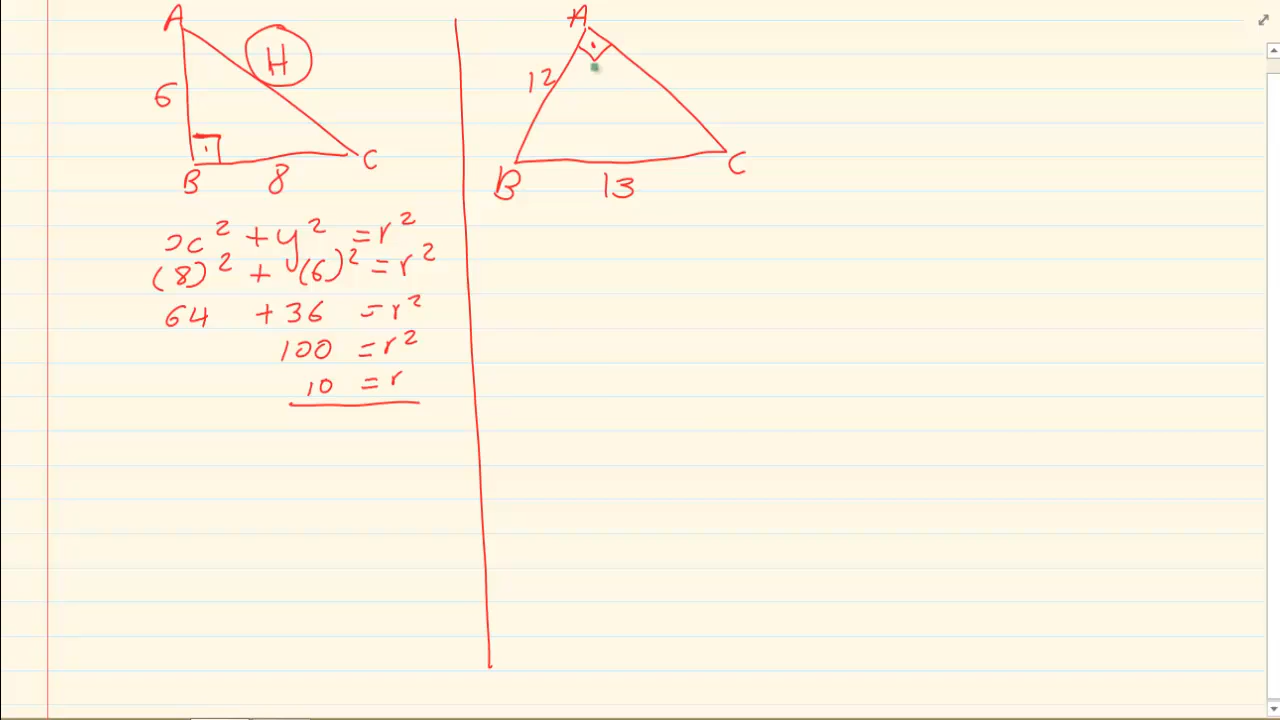 A
H
6
B
8
C
x² + y² = r²
(8)² + (6)² = r²
64 + 36 = r²
100 = r²
10 = r
A
12
B
13
C